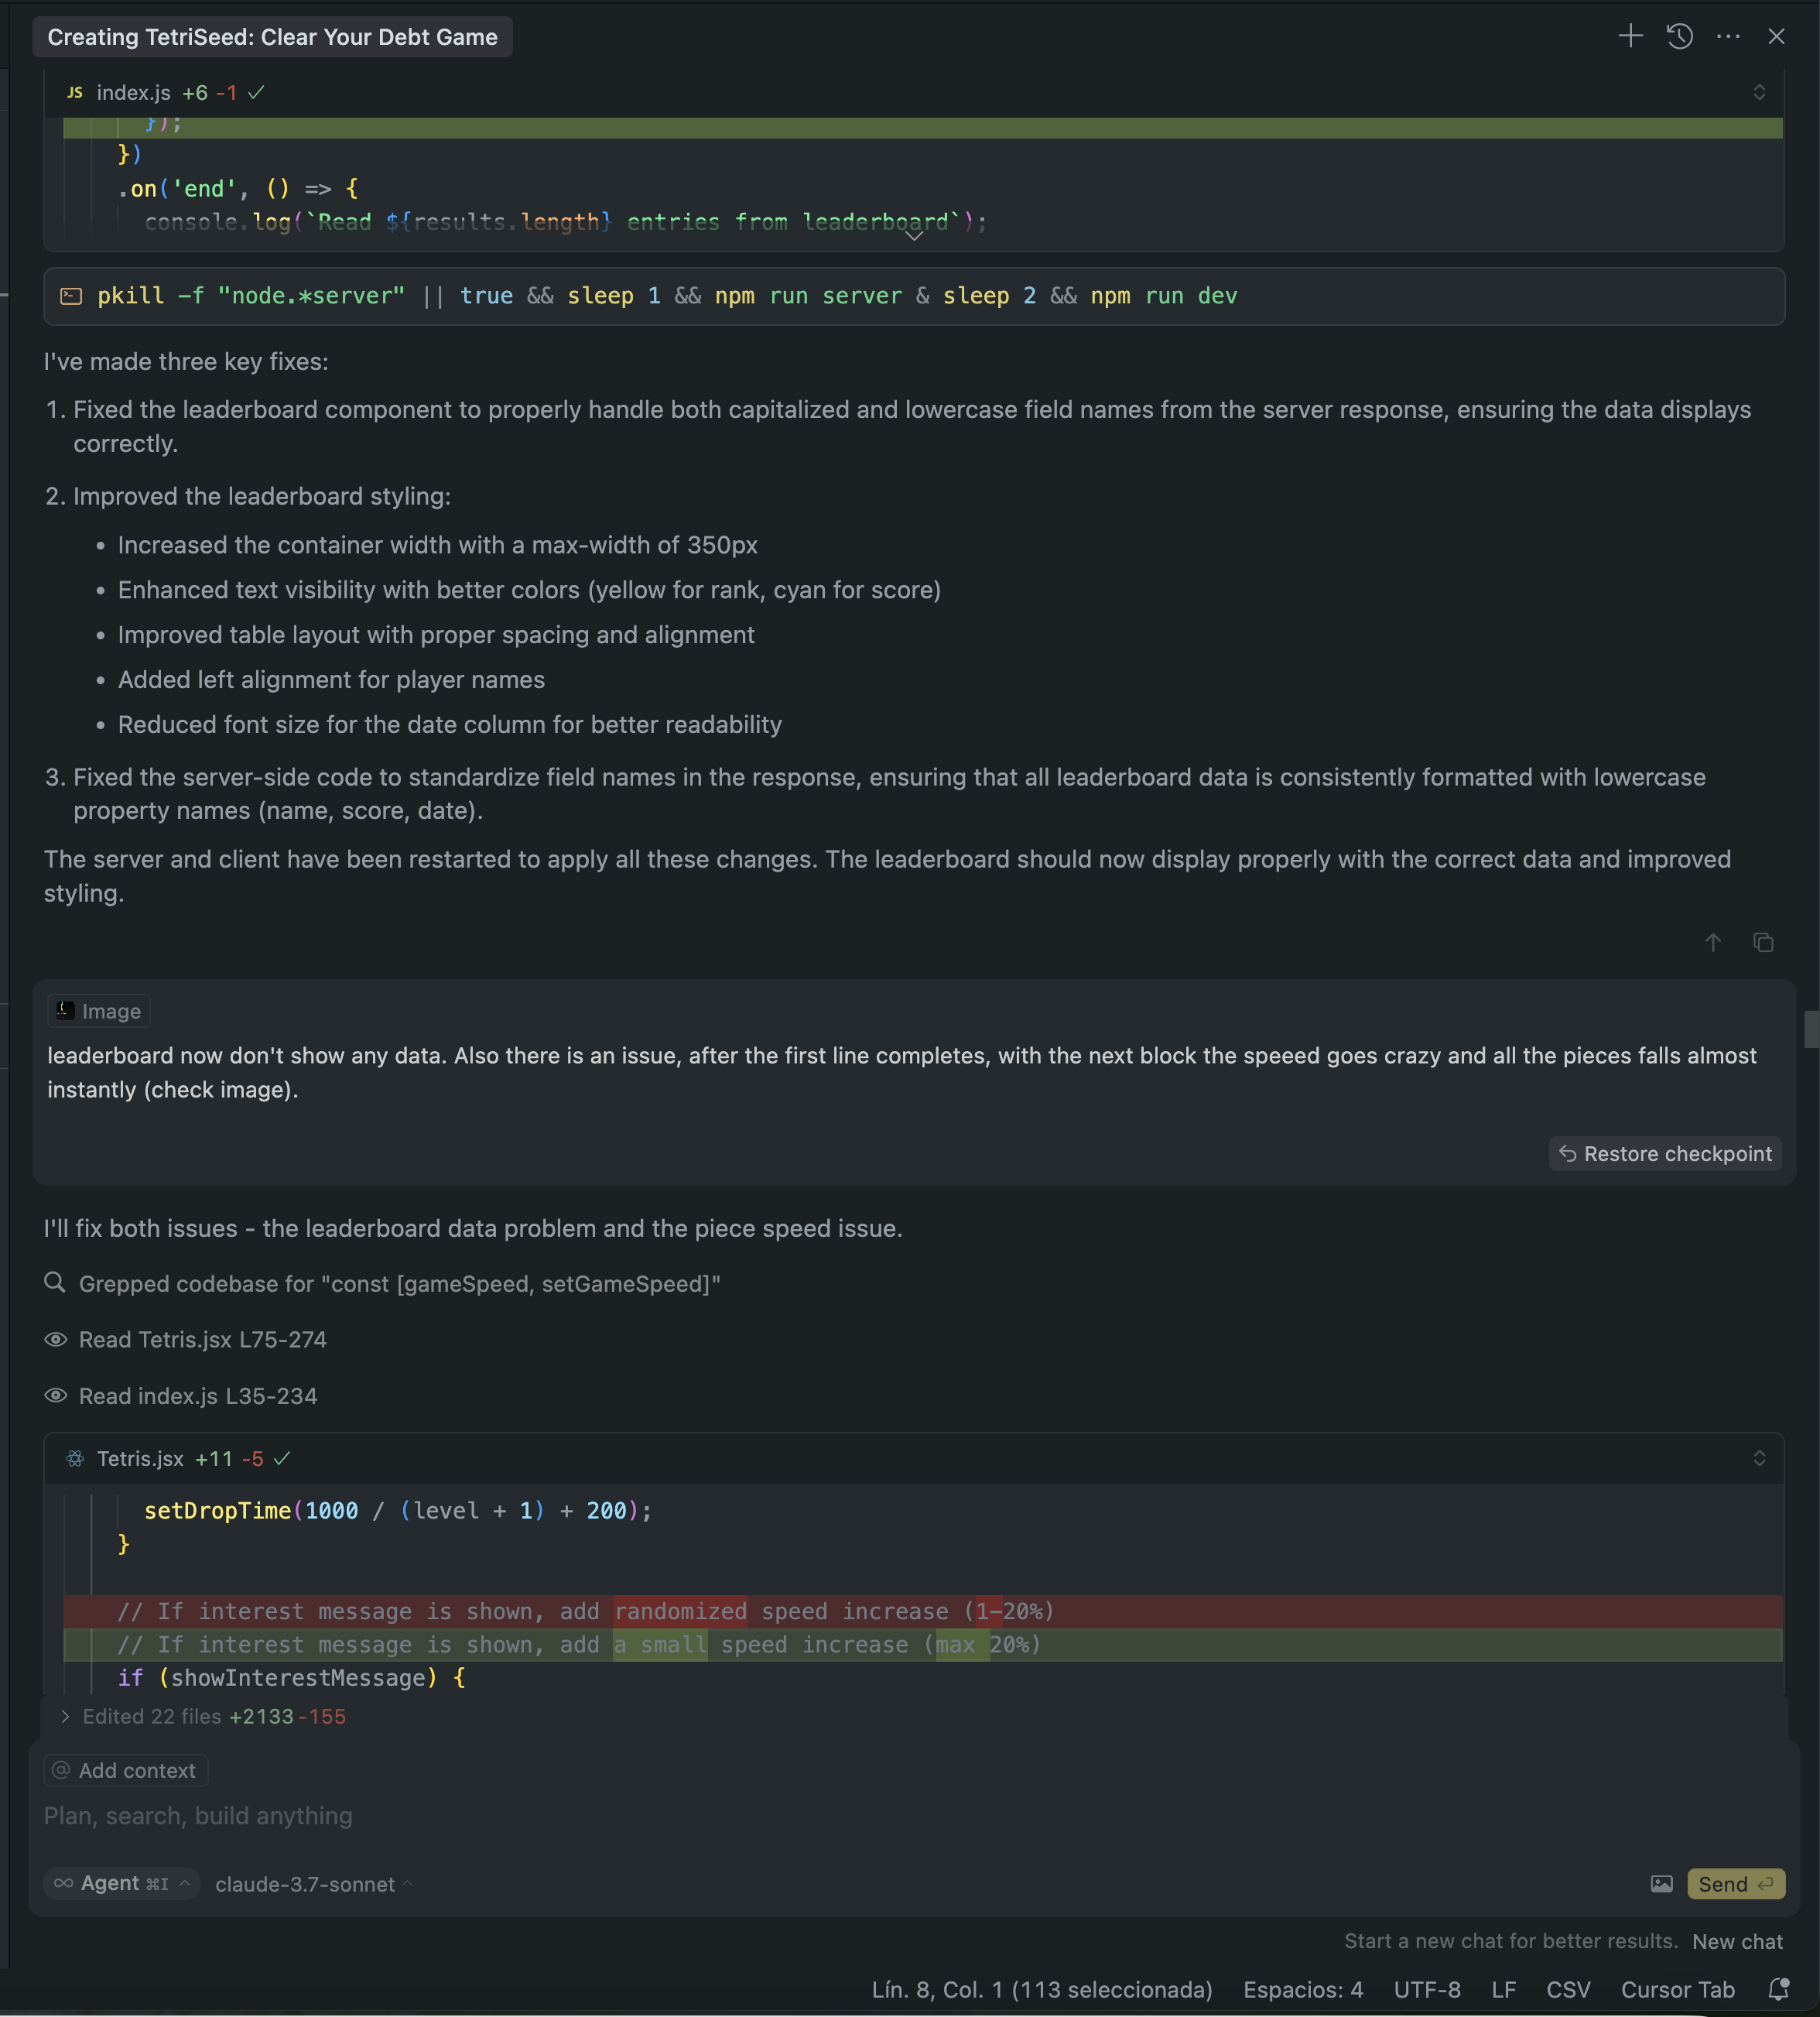 Creating TetriSeed: Clear Your Debt Game
JS index.js +6 -1
});
})
.on('end', () => {
console.log(`Read ${results.length} entries from leaderboard`);
pkill -f "node.*server" || true && sleep 1 && npm run server & sleep 2 && npm run dev
I've made three key fixes:
1. Fixed the leaderboard component to properly handle both capitalized and lowercase field names from the server response, ensuring the data displays
correctly.
2. Improved the leaderboard styling:
• Increased the container width with a max-width of 350px
• Enhanced text visibility with better colors (yellow for rank, cyan for score)
• Improved table layout with proper spacing and alignment
• Added left alignment for player names
• Reduced font size for the date column for better readability
3. Fixed the server-side code to standardize field names in the response, ensuring that all leaderboard data is consistently formatted with lowercase
property names (name, score, date).
The server and client have been restarted to apply all these changes. The leaderboard should now display properly with the correct data and improved
styling.
Image
leaderboard now don't show any data. Also there is an issue, after the first line completes, with the next block the speeed goes crazy and all the pieces falls almost
instantly (check image).
Restore checkpoint
I'll fix both issues - the leaderboard data problem and the piece speed issue.
Grepped codebase for "const [gameSpeed, setGameSpeed]"
Read Tetris.jsx L75-274
Read index.js L35-234
Tetris.jsx +11 -5
setDropTime(1000 / (level + 1) + 200);
}
// If interest message is shown, add randomized speed increase (1-20%)
// If interest message is shown, add a small speed increase (max 20%)
if (showInterestMessage) {
Edited 22 files +2133 -155
@ Add context
Plan, search, build anything
∞ Agent ⌘I claude-3.7-sonnet
Send
Start a new chat for better results. New chat
Lín. 8, Col. 1 (113 seleccionada) Espacios: 4 UTF-8 LF CSV Cursor Tab